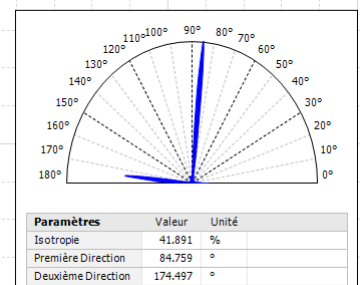 90°
100° 80°
110° 70°
120° 60°
130° 50°
140° 40°
150° 30°
160° 20°
170° 10°
180° 0°
Paramètres Valeur Unité
Isotropie 41.891 %
Première Direction 84.759 °
Deuxième Direction 174.497 °